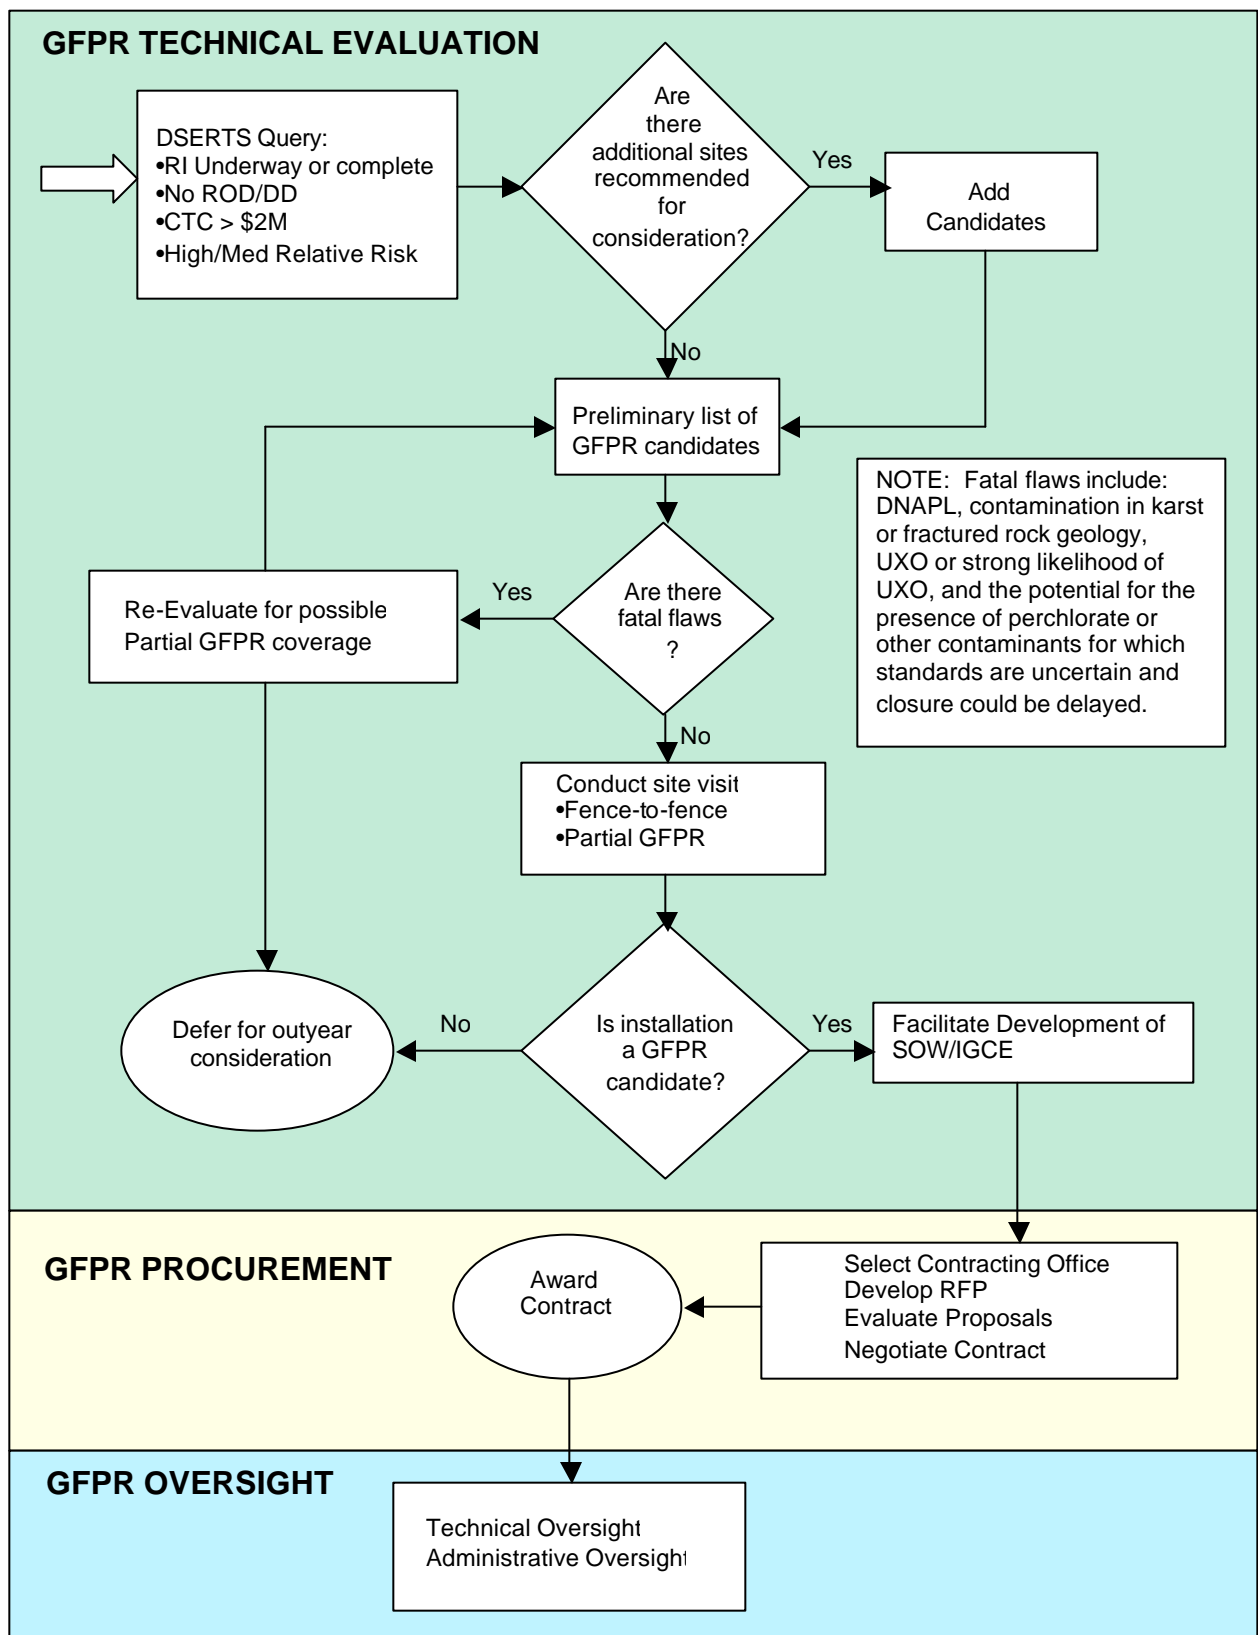 GFPR TECHNICAL EVALUATION
DSERTS Query:
•RI Underway or complete
•No ROD/DD
•CTC > $2M
•High/Med Relative Risk
Are
there
additional sites
recommended
for
consideration?
Yes
Add
Candidates
No
Preliminary list of
GFPR candidates
NOTE:  Fatal flaws include:
DNAPL, contamination in karst
or fractured rock geology,
UXO or strong likelihood of
UXO, and the potential for the
presence of perchlorate or
other contaminants for which
standards are uncertain and
closure could be delayed.
Re-Evaluate for possible
Partial GFPR coverage
Yes
Are there
fatal flaws
?
No
Conduct site visit
•Fence-to-fence
•Partial GFPR
Defer for outyear
consideration
No
Is installation
a GFPR
candidate?
Yes
Facilitate Development of
SOW/IGCE
GFPR PROCUREMENT
Award
Contract
Select Contracting Office
Develop RFP
Evaluate Proposals
Negotiate Contract
GFPR OVERSIGHT
Technical Oversight
Administrative Oversight